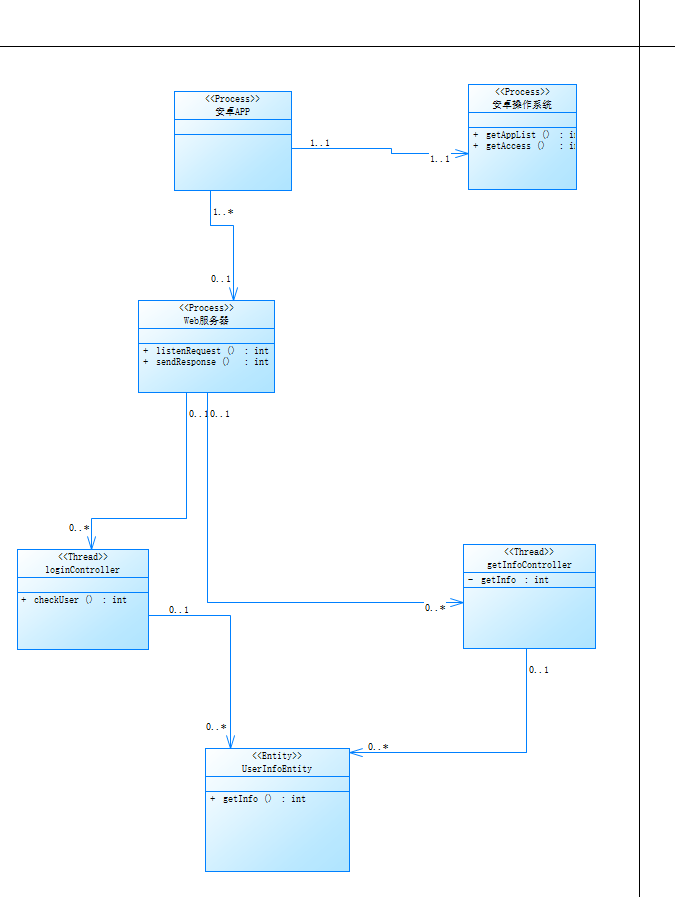 <<Process>>
安卓APP
<<Process>>
安卓操作系统
+ getAppList () : i
+ getAccess () : i
1..1
1..1
1..*
0..1
<<Process>>
Web服务器
+ listenRequest () : int
+ sendResponse () : int
0..1
0..1
0..*
<<Thread>>
loginController
+ checkUser () : int
<<Thread>>
getInfoController
- getInfo : int
0..*
0..1
0..1
0..*
0..*
<<Entity>>
UserInfoEntity
+ getInfo () : int